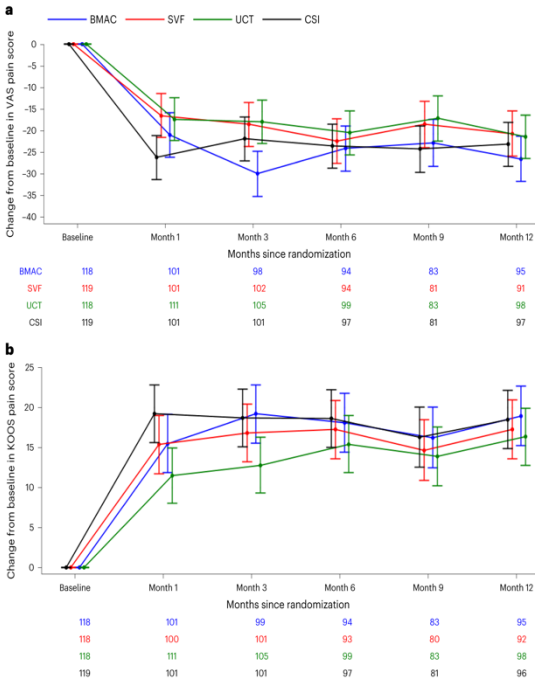 a
BMAC SVF UCT CSI
Change from baseline in VAS pain score
0
−5
−10
−15
−20
−25
−30
−35
−40
Baseline Month 1 Month 3 Month 6 Month 9 Month 12
Months since randomization
BMAC 118 101 98 94 83 95
SVF 119 101 102 94 81 91
UCT 118 111 105 99 83 98
CSI 119 101 101 97 81 97
b
Change from baseline in KOOS pain score
25
20
15
10
5
0
Baseline Month 1 Month 3 Month 6 Month 9 Month 12
Months since randomization
118 101 99 94 83 95
118 100 101 93 80 92
118 111 105 99 83 98
119 101 101 97 81 96